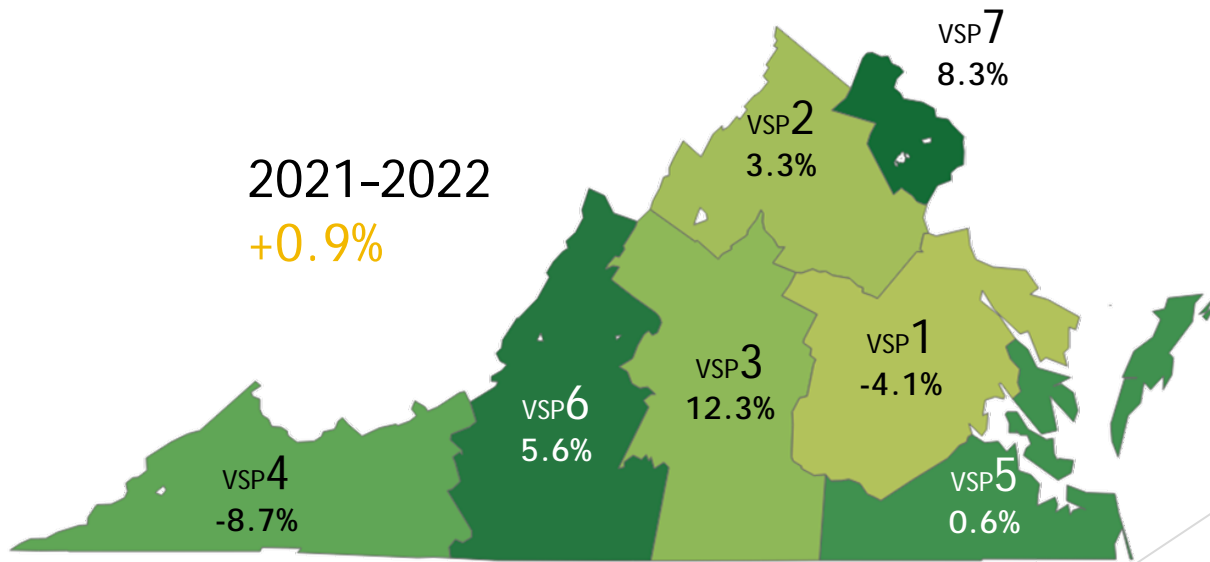 VSP7
8.3%
VSP2
3.3%
2021–2022
+0.9%
VSP1
-4.1%
VSP3
12.3%
VSP6
5.6%
VSP4
-8.7%
VSP5
0.6%